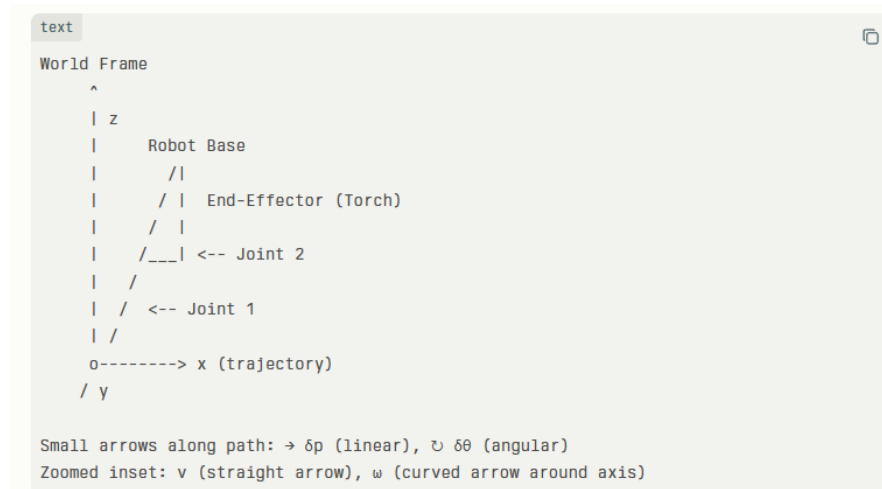 text
World Frame
     ^
     | z
     |     Robot Base
     |       /|
     |      / |  End-Effector (Torch)
     |     /  |
     |    /___| <-- Joint 2
     |   /
     |  /  <-- Joint 1
     | /
     o--------> x (trajectory)
    / y
Small arrows along path: → δp (linear), ↻ δθ (angular)
Zoomed inset: v (straight arrow), ω (curved arrow around axis)